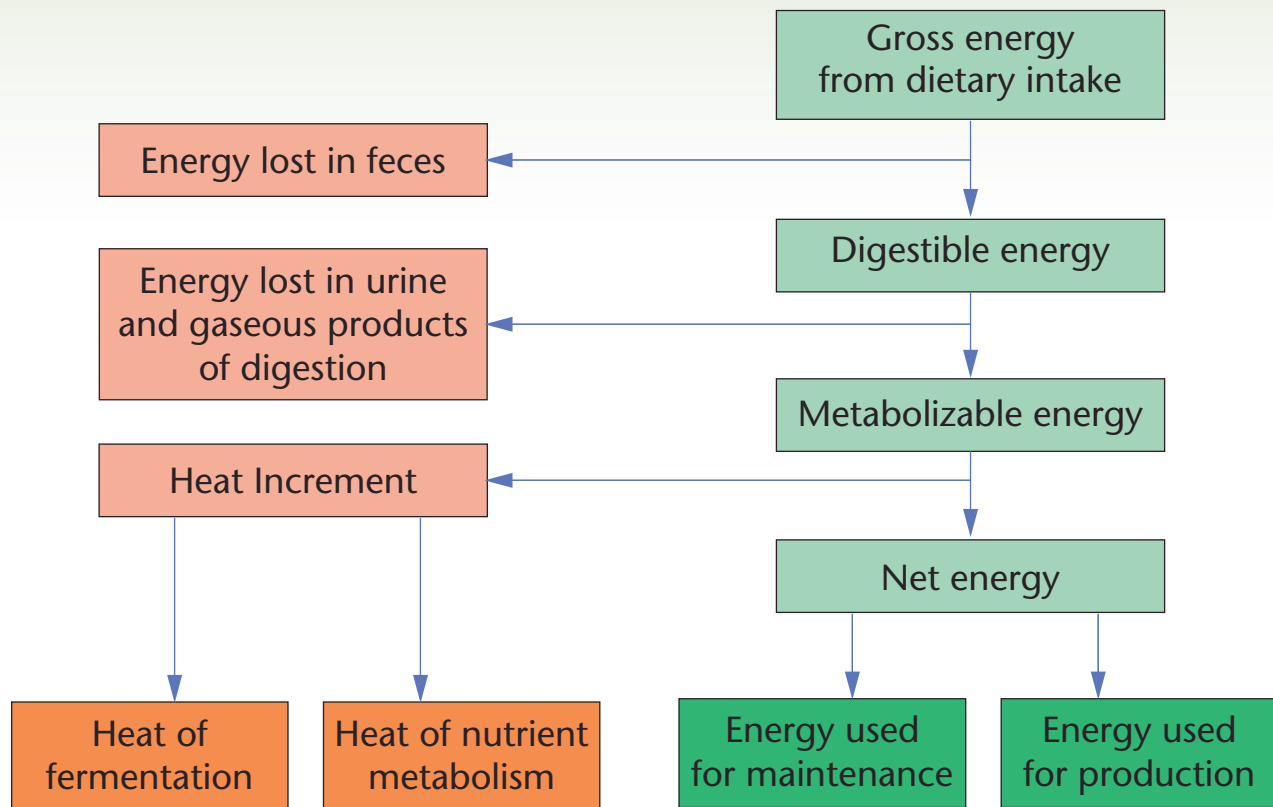 Gross energy
from dietary intake
Energy lost in feces
Digestible energy
Energy lost in urine
and gaseous products
of digestion
Metabolizable energy
Heat Increment
Net energy
Heat of
fermentation
Heat of nutrient
metabolism
Energy used
for maintenance
Energy used
for production